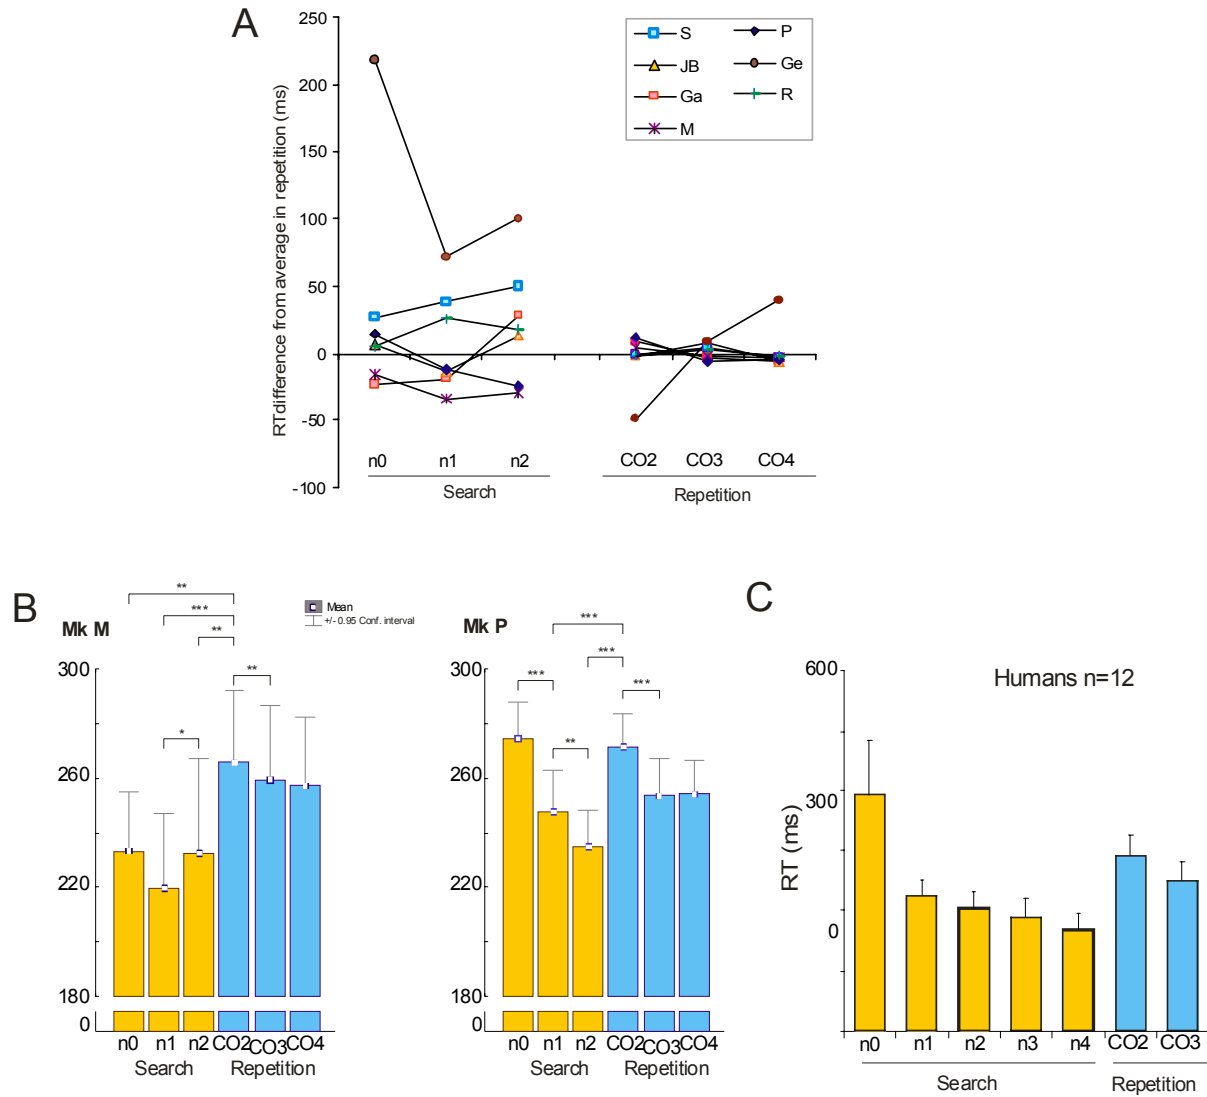 A
250
200
150
100
50
0
-50
-100
RTdifference from average in repetition (ms)
S
P
JB
Ge
Ga
R
M
n0 n1 n2 CO2 CO3 CO4
Search Repetition
B
Mk M
**
***
**
**
*
Mean
+/- 0.95 Conf. interval
300
260
220
180
0
n0 n1 n2 CO2 CO3 CO4
Search Repetition
Mk P
***
***
***
***
**
300
260
220
180
0
n0 n1 n2 CO2 CO3 CO4
Search Repetition
C
Humans n=12
600
300
0
RT (ms)
n0 n1 n2 n3 n4 CO2 CO3
Search Repetition